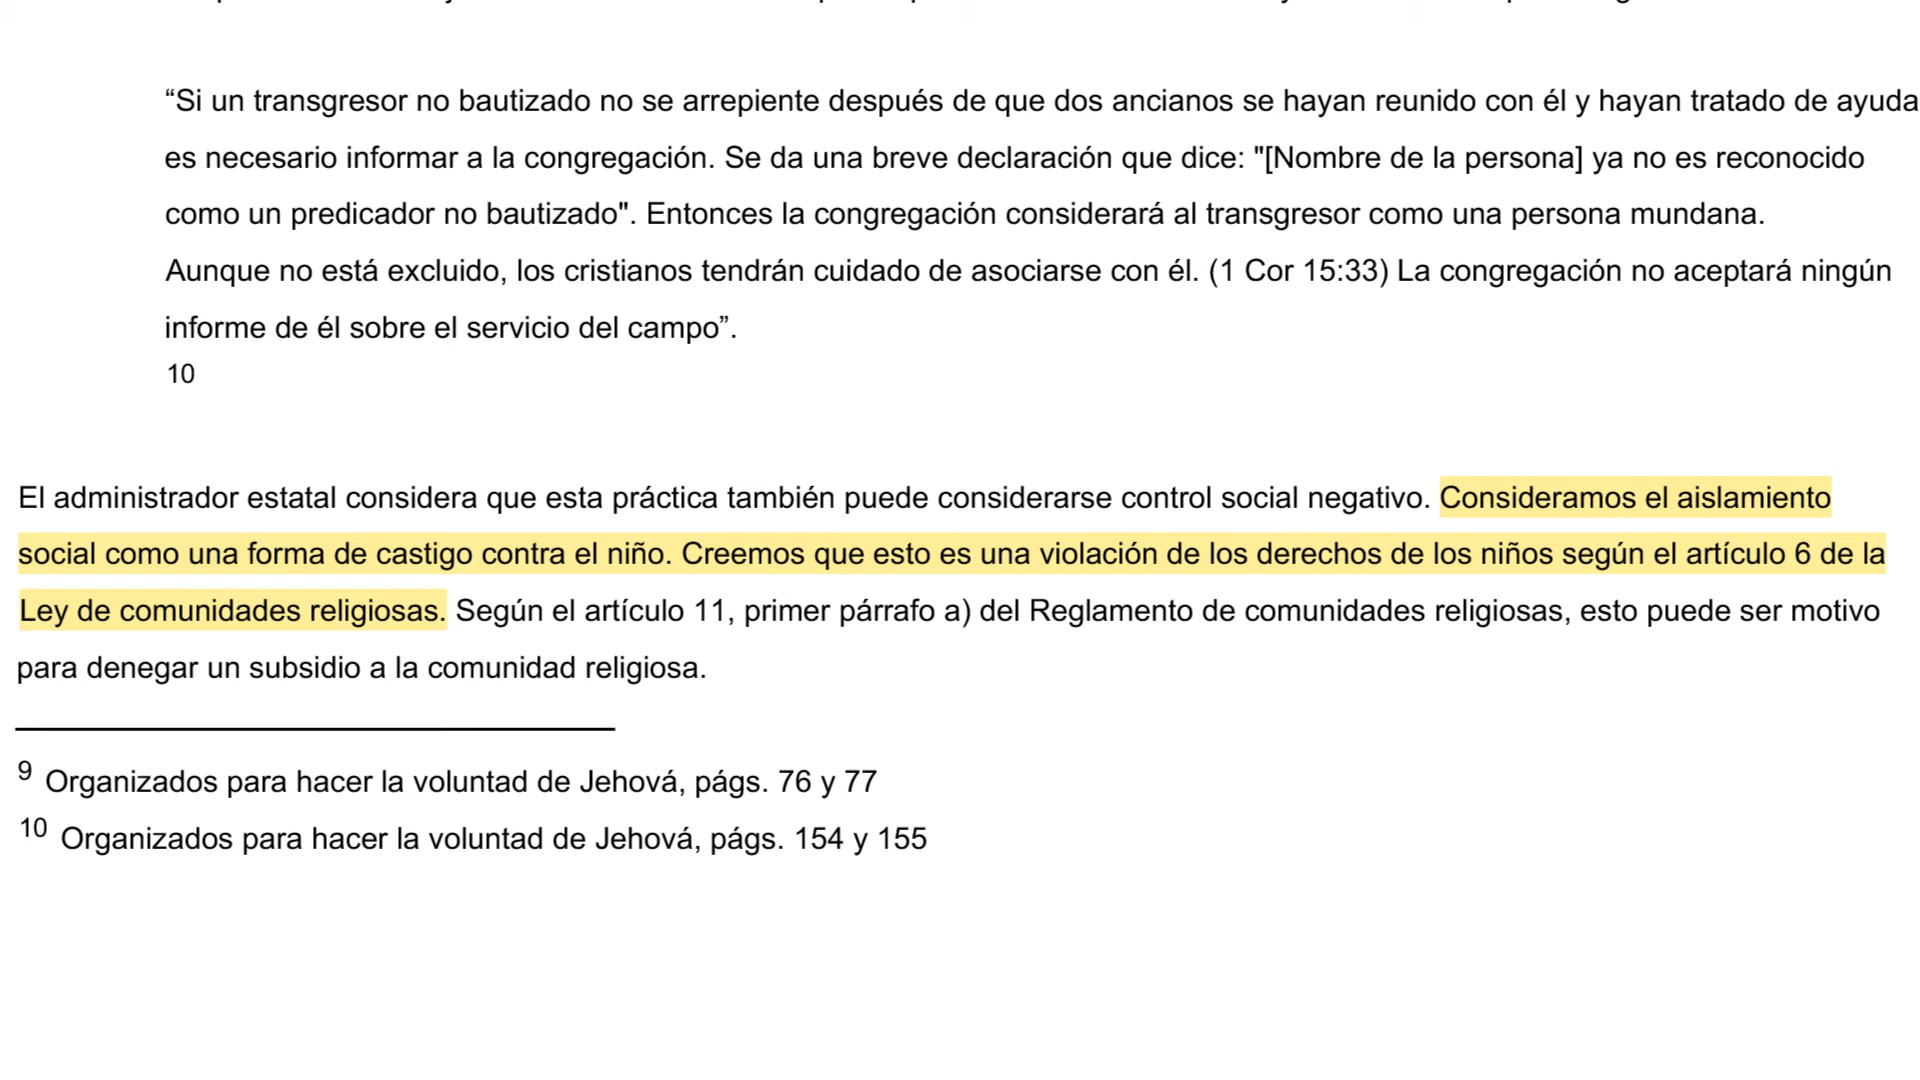 “Si un transgresor no bautizado no se arrepiente después de que dos ancianos se hayan reunido con él y hayan tratado de ayuda
es necesario informar a la congregación. Se da una breve declaración que dice: "[Nombre de la persona] ya no es reconocido
como un predicador no bautizado". Entonces la congregación considerará al transgresor como una persona mundana.
Aunque no está excluido, los cristianos tendrán cuidado de asociarse con él. (1 Cor 15:33) La congregación no aceptará ningún
informe de él sobre el servicio del campo”.
10
El administrador estatal considera que esta práctica también puede considerarse control social negativo. Consideramos el aislamiento
social como una forma de castigo contra el niño. Creemos que esto es una violación de los derechos de los niños según el artículo 6 de la
Ley de comunidades religiosas. Según el artículo 11, primer párrafo a) del Reglamento de comunidades religiosas, esto puede ser motivo
para denegar un subsidio a la comunidad religiosa.
9 Organizados para hacer la voluntad de Jehová, págs. 76 y 77
10 Organizados para hacer la voluntad de Jehová, págs. 154 y 155